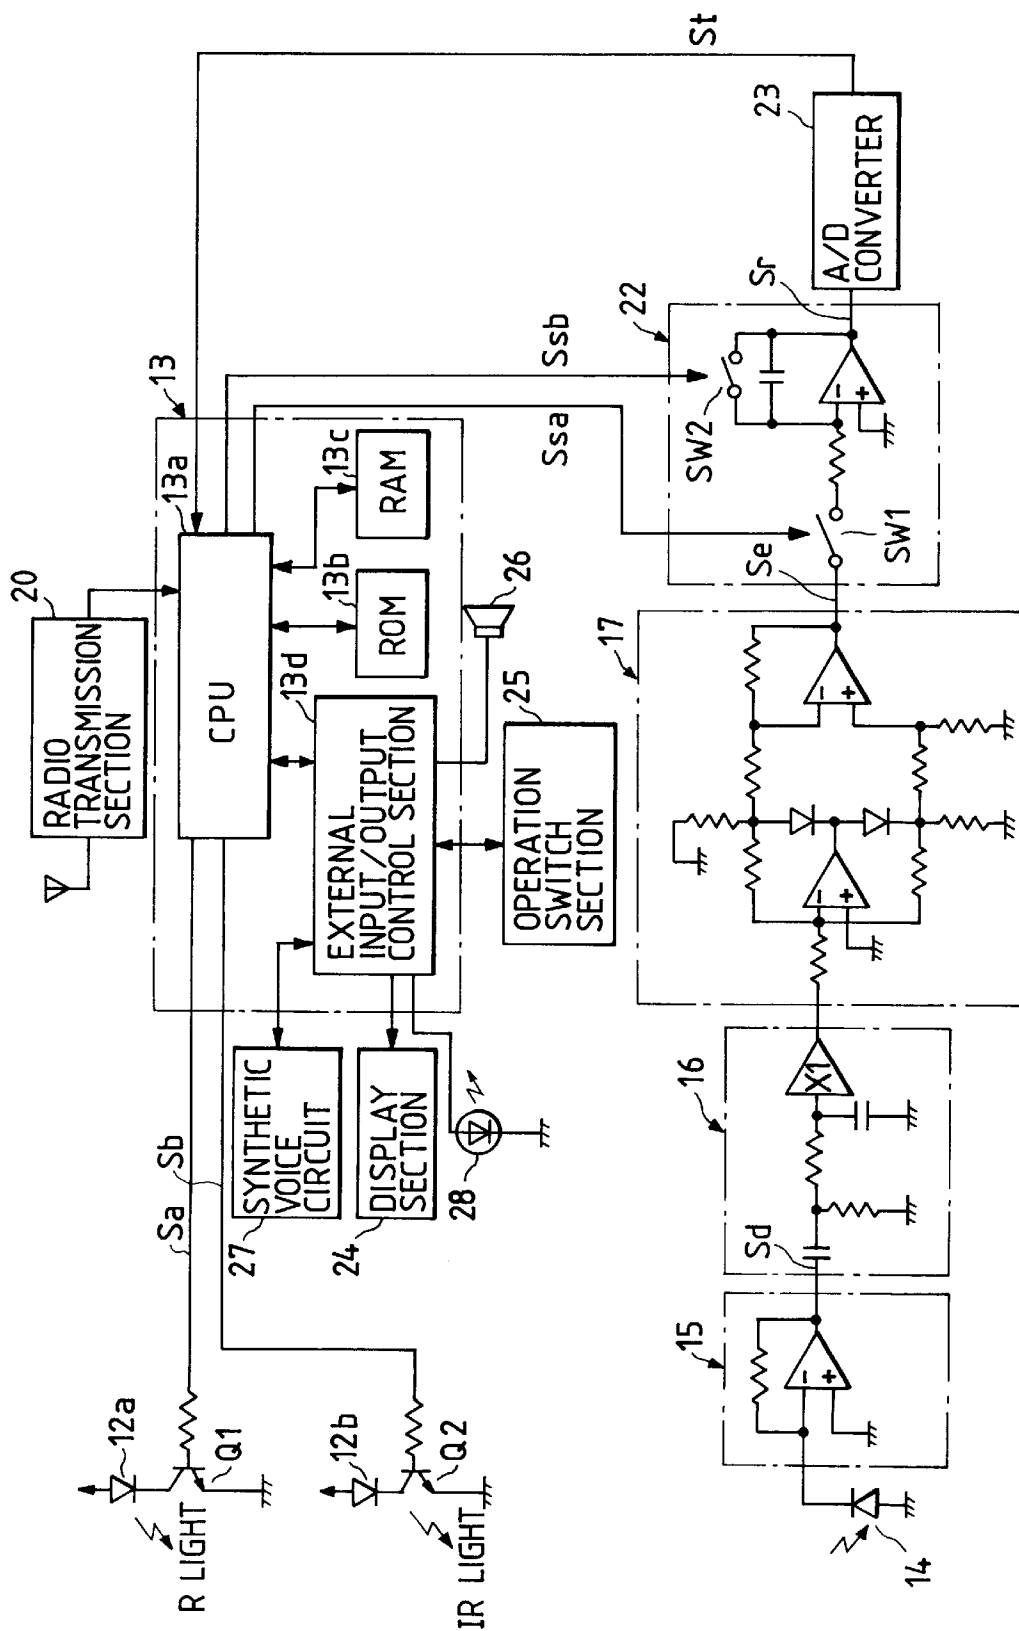 20
RADIO
TRANSMISSION
SECTION
13
13a
CPU
13c
RAM
13b
ROM
13d
EXTERNAL
INPUT/OUTPUT
CONTROL SECTION
26
25
OPERATION
SWITCH
SECTION
27
SYNTHETIC
VOICE
CIRCUIT
24
DISPLAY
SECTION
28
Sa
Sb
12a
Q1
R LIGHT
12b
Q2
IR LIGHT
St
Ssb
Ssa
14
15
-
+
Sd
16
X1
17
-
+
-
+
Se
22
SW1
SW2
-
+
Sr
23
A/D
CONVERTER